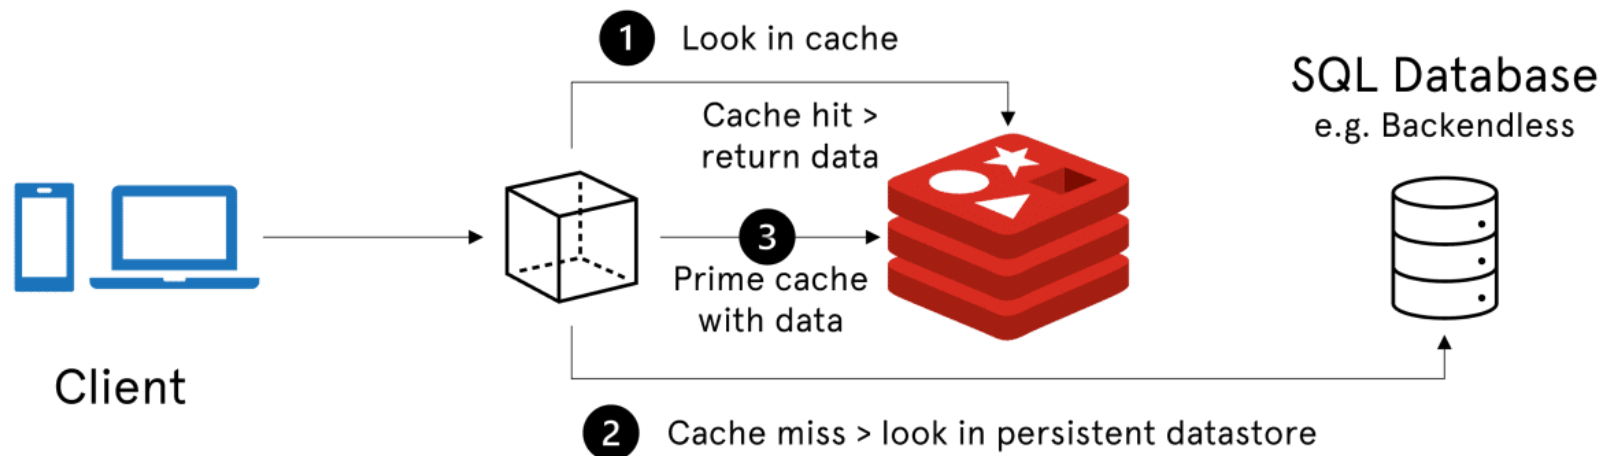 1 Look in cache
SQL Database
e.g. Backendless
Cache hit >
return data
3
Prime cache
with data
Client
2 Cache miss > look in persistent datastore